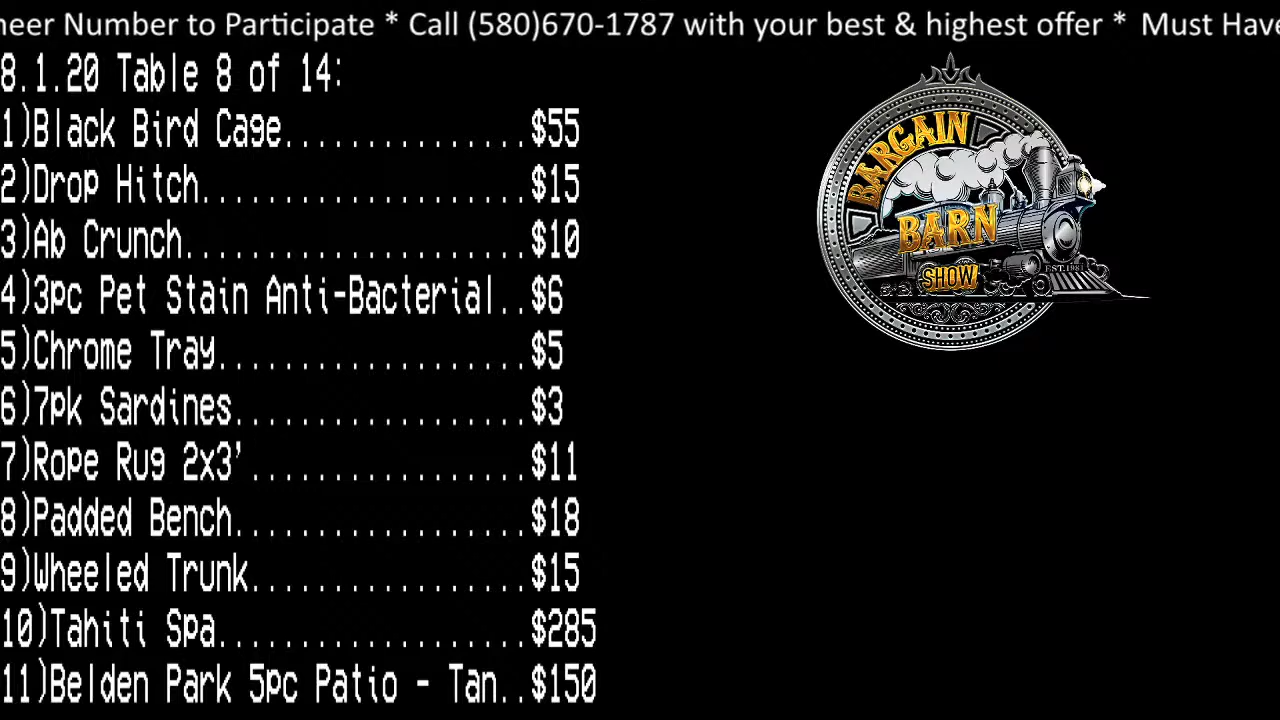 neer Number to Participate * Call (580)670-1787 with your best & highest offer * Must Have
8.1.20 Table 8 of 14:
1)Black Bird Cage...............$55
2)Drop Hitch....................$15
3)Ab Crunch.....................$10
4)3pc Pet Stain Anti-Bacterial..$6
5)Chrome Tray...................$5
6)7pk Sardines..................$3
7)Rope Rug 2x3'.................$11
8)Padded Bench..................$18
9)Wheeled Trunk.................$15
10)Tahiti Spa...................$285
11)Belden Park 5pc Patio - Tan..$150
BARGAIN
BARN
SHOW